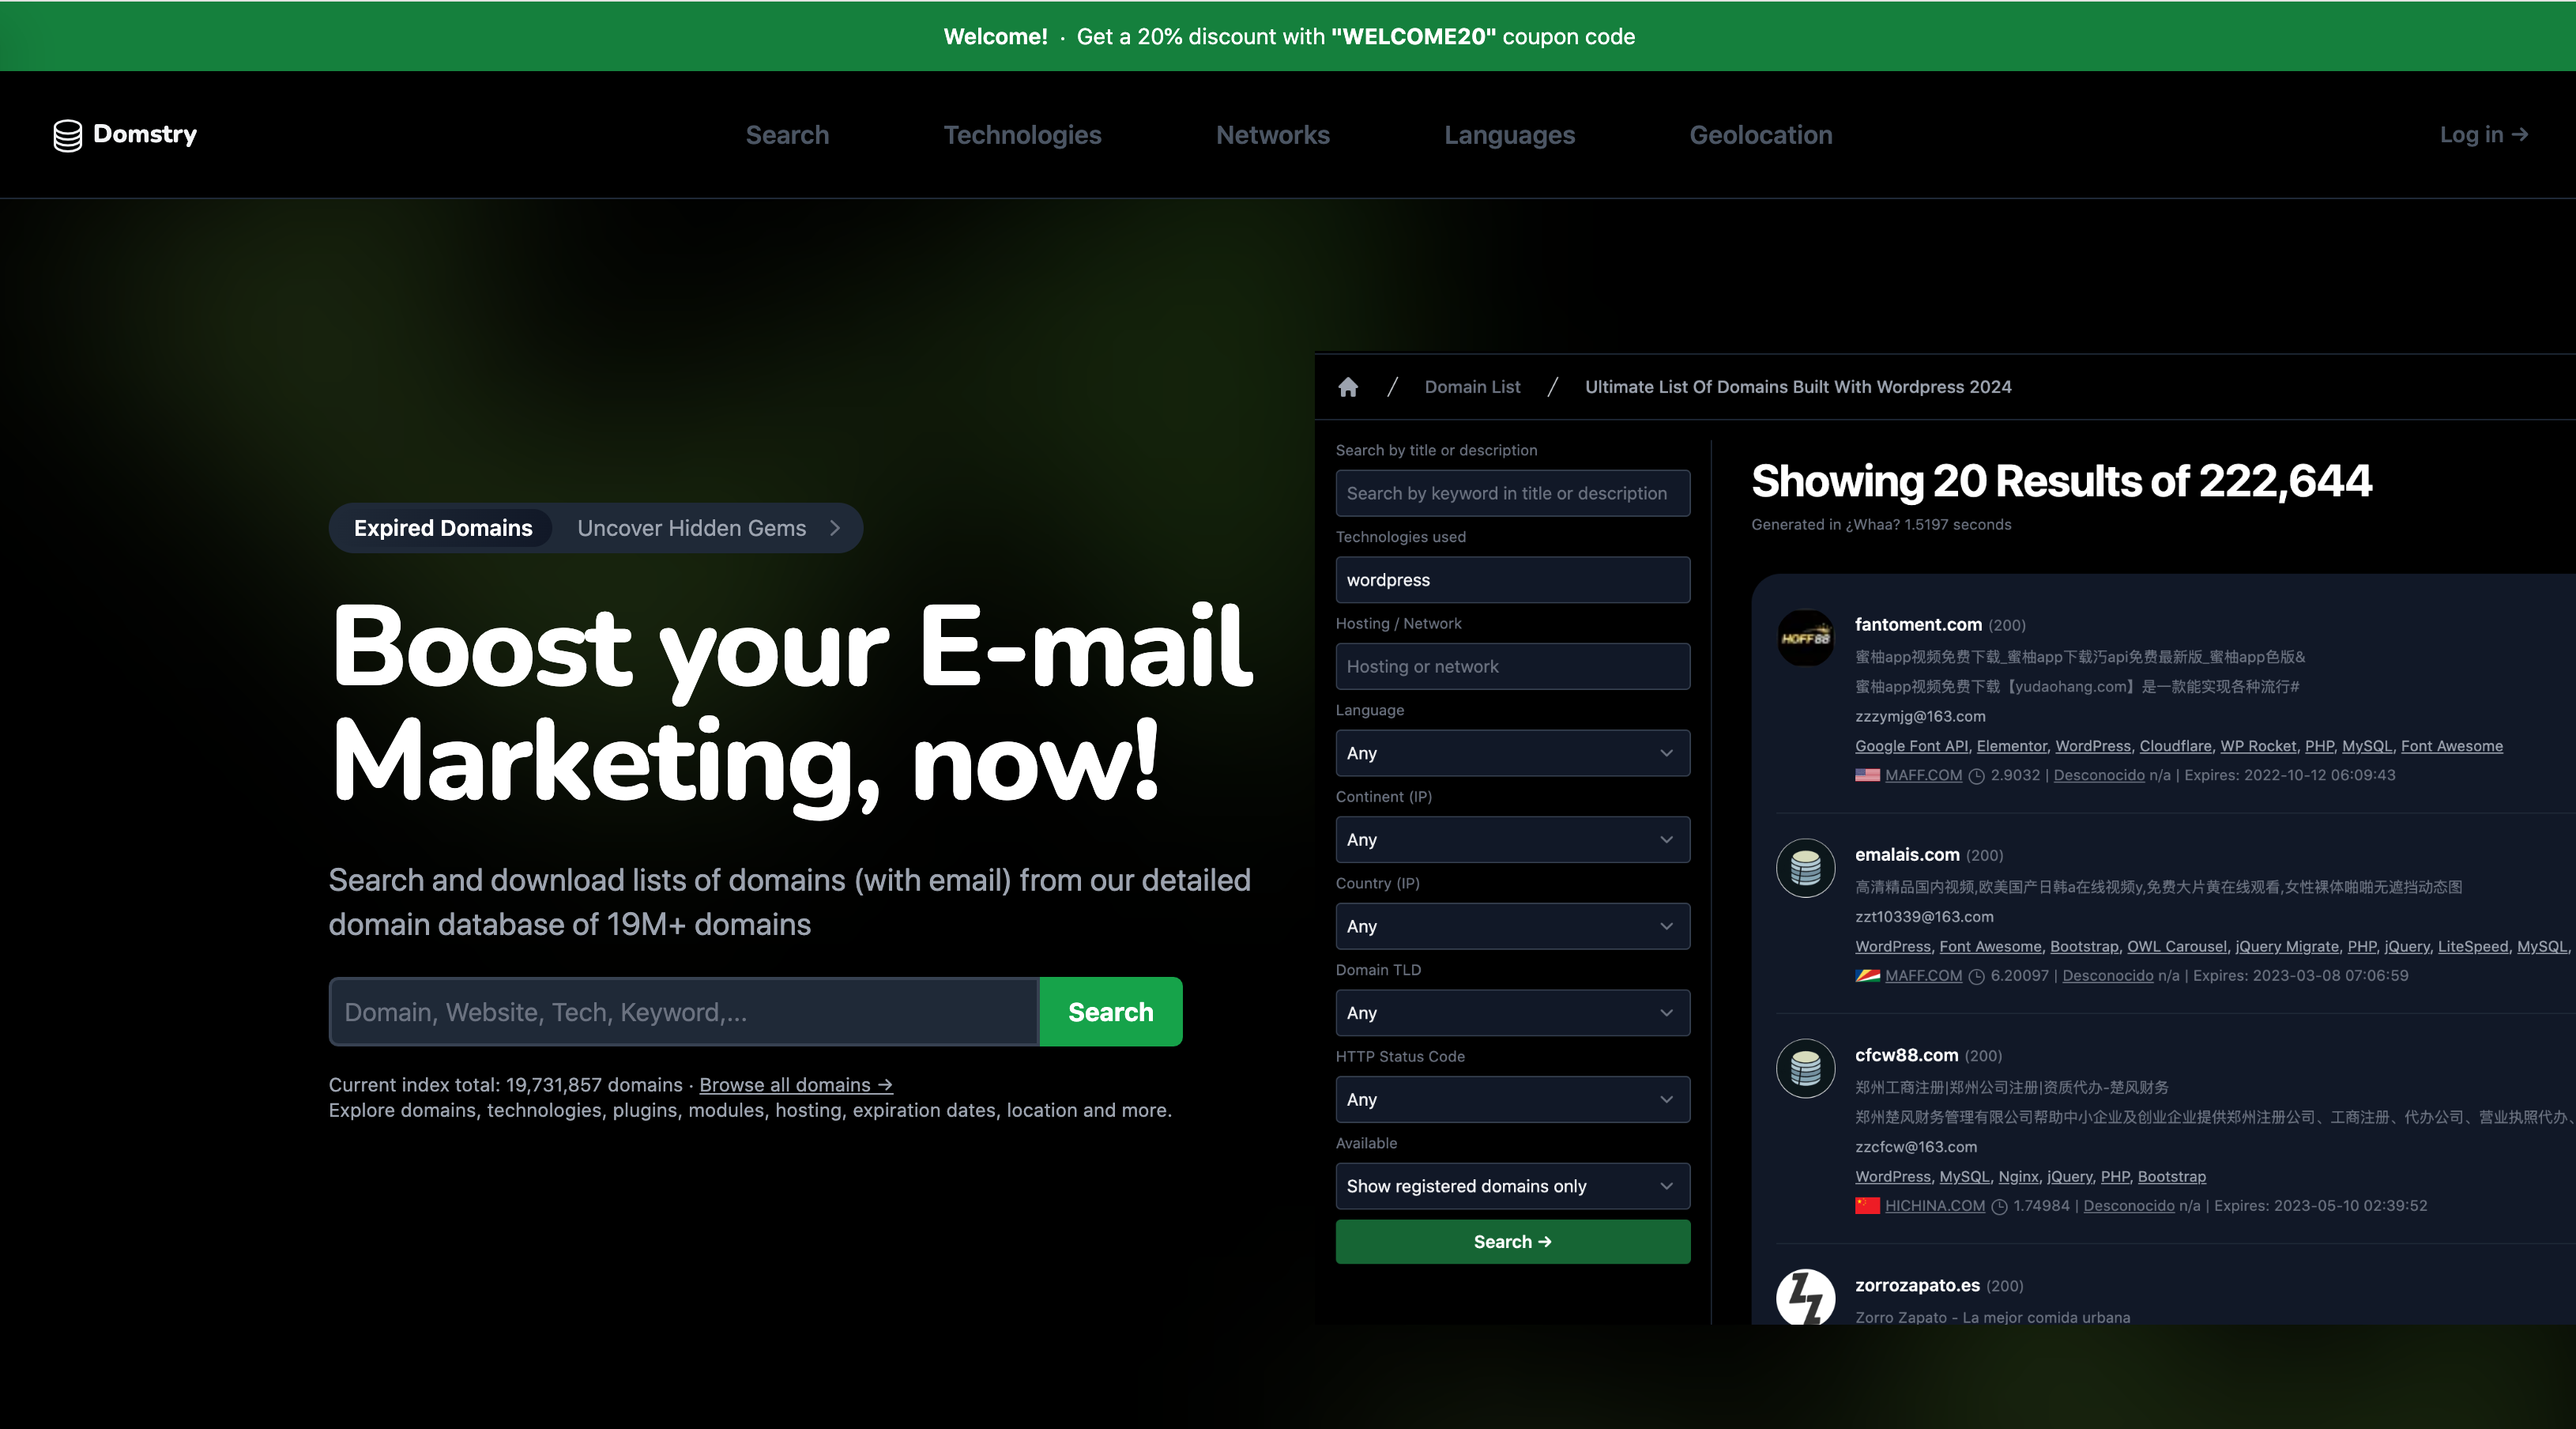 Welcome! · Get a 20% discount with "WELCOME20" coupon code
Domstry
Search
Technologies
Networks
Languages
Geolocation
Log in →
Expired Domains Uncover Hidden Gems
Boost your E-mail
Marketing, now!
Search and download lists of domains (with email) from our detailed
domain database of 19M+ domains
Domain, Website, Tech, Keyword,...
Search
Current index total: 19,731,857 domains · Browse all domains →
Explore domains, technologies, plugins, modules, hosting, expiration dates, location and more.
/ Domain List / Ultimate List Of Domains Built With Wordpress 2024
Search by title or description
Search by keyword in title or description
Technologies used
wordpress
Hosting / Network
Hosting or network
Language
Any
Continent (IP)
Any
Country (IP)
Any
Domain TLD
Any
HTTP Status Code
Any
Available
Show registered domains only
Search →
Showing 20 Results of 222,644
Generated in ¿Whaa? 1.5197 seconds
HOFF88
fantoment.com (200)
蜜柚app视频免费下载_蜜柚app下载汅api免费最新版_蜜柚app色版&
蜜柚app视频免费下载【yudaohang.com】是一款能实现各种流行#
zzzymjg@163.com
Google Font API, Elementor, WordPress, Cloudflare, WP Rocket, PHP, MySQL, Font Awesome
MAFF.COM 2.9032 | Desconocido n/a | Expires: 2022-10-12 06:09:43
emalais.com (200)
高清精品国内视频,欧美国产日韩a在线视频y,免费大片黄在线观看,女性裸体啪啪无遮挡动态图
zzt10339@163.com
WordPress, Font Awesome, Bootstrap, OWL Carousel, jQuery Migrate, PHP, jQuery, LiteSpeed, MySQL,
MAFF.COM 6.20097 | Desconocido n/a | Expires: 2023-03-08 07:06:59
cfcw88.com (200)
郑州工商注册|郑州公司注册|资质代办-楚风财务
郑州楚风财务管理有限公司帮助中小企业及创业企业提供郑州注册公司、工商注册、代办公司、营业执照代办、
zzcfcw@163.com
WordPress, MySQL, Nginx, jQuery, PHP, Bootstrap
HICHINA.COM 1.74984 | Desconocido n/a | Expires: 2023-05-10 02:39:52
ZZ
zorrozapato.es (200)
Zorro Zapato - La mejor comida urbana